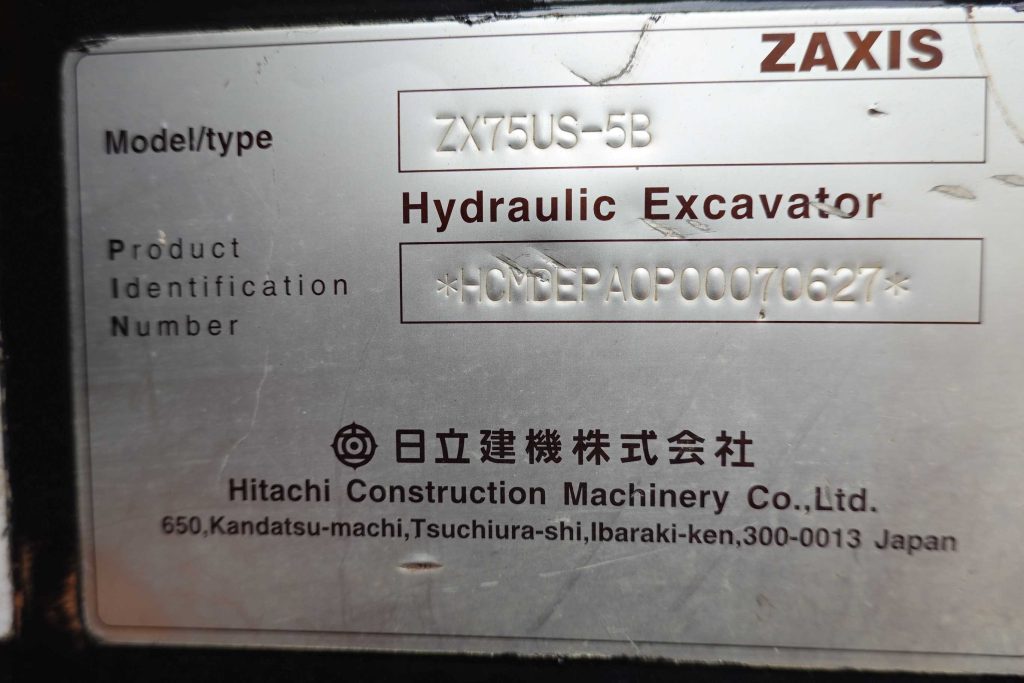 ZAXIS
Model/type ZX75US-5B
Hydraulic Excavator
Product
Identification *HCMDEPA0P00070627*
Number
日立建機株式会社
Hitachi Construction Machinery Co.,Ltd.
650,Kandatsu-machi,Tsuchiura-shi,Ibaraki-ken,300-0013 Japan